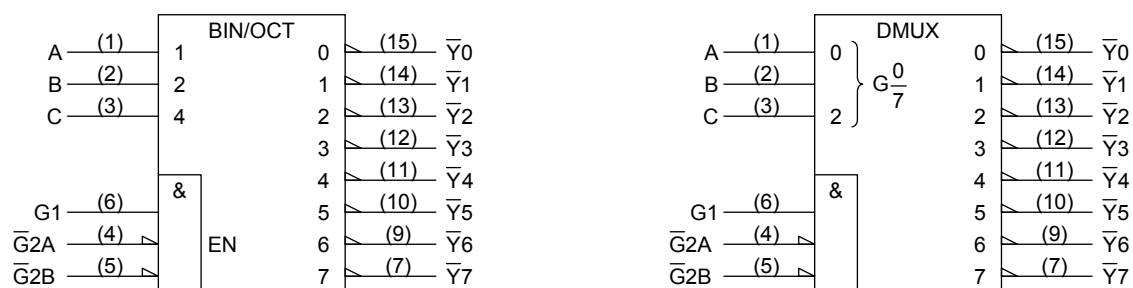 BIN/OCT
A (1) 1 0 (15) Y̅0
B (2) 2 1 (14) Y̅1
C (3) 4 2 (13) Y̅2
3 (12) Y̅3
& 4 (11) Y̅4
G1 (6) 5 (10) Y̅5
G̅2A (4) EN 6 (9) Y̅6
G̅2B (5) 7 (7) Y̅7
DMUX
A (1) 0 0 (15) Y̅0
B (2) G 0/7 1 (14) Y̅1
C (3) 2 2 (13) Y̅2
3 (12) Y̅3
& 4 (11) Y̅4
G1 (6) 5 (10) Y̅5
G̅2A (4) 6 (9) Y̅6
G̅2B (5) 7 (7) Y̅7